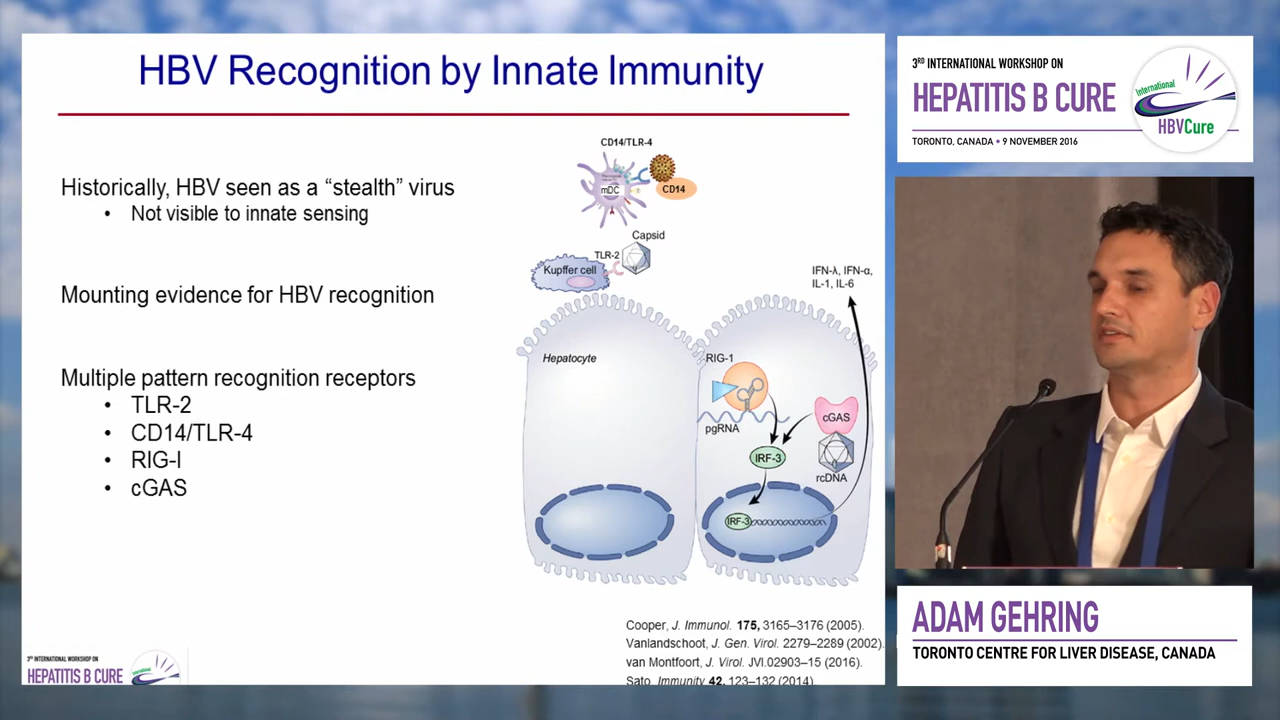 HBV Recognition by Innate Immunity
Historically, HBV seen as a “stealth” virus
• Not visible to innate sensing
Mounting evidence for HBV recognition
Multiple pattern recognition receptors
• TLR-2
• CD14/TLR-4
• RIG-I
• cGAS
CD14/TLR-4
mDC
CD14
Capsid
TLR-2
Kupffer cell
IFN-λ, IFN-α,
IL-1, IL-6
Hepatocyte
RIG-1
pgRNA
cGAS
IRF-3
rcDNA
IRF-3
Cooper, J. Immunol. 175, 3165–3176 (2005).
Vanlandschoot, J. Gen. Virol. 2279–2289 (2002).
van Montfoort, J. Virol. JVI.02903–15 (2016).
Sato, Immunity 42, 123–132 (2014).
3RD INTERNATIONAL WORKSHOP ON
HEPATITIS B CURE
International
3RD INTERNATIONAL WORKSHOP ON
HEPATITIS B CURE
TORONTO, CANADA • 9 NOVEMBER 2016
International
HBVCure
ADAM GEHRING
TORONTO CENTRE FOR LIVER DISEASE, CANADA